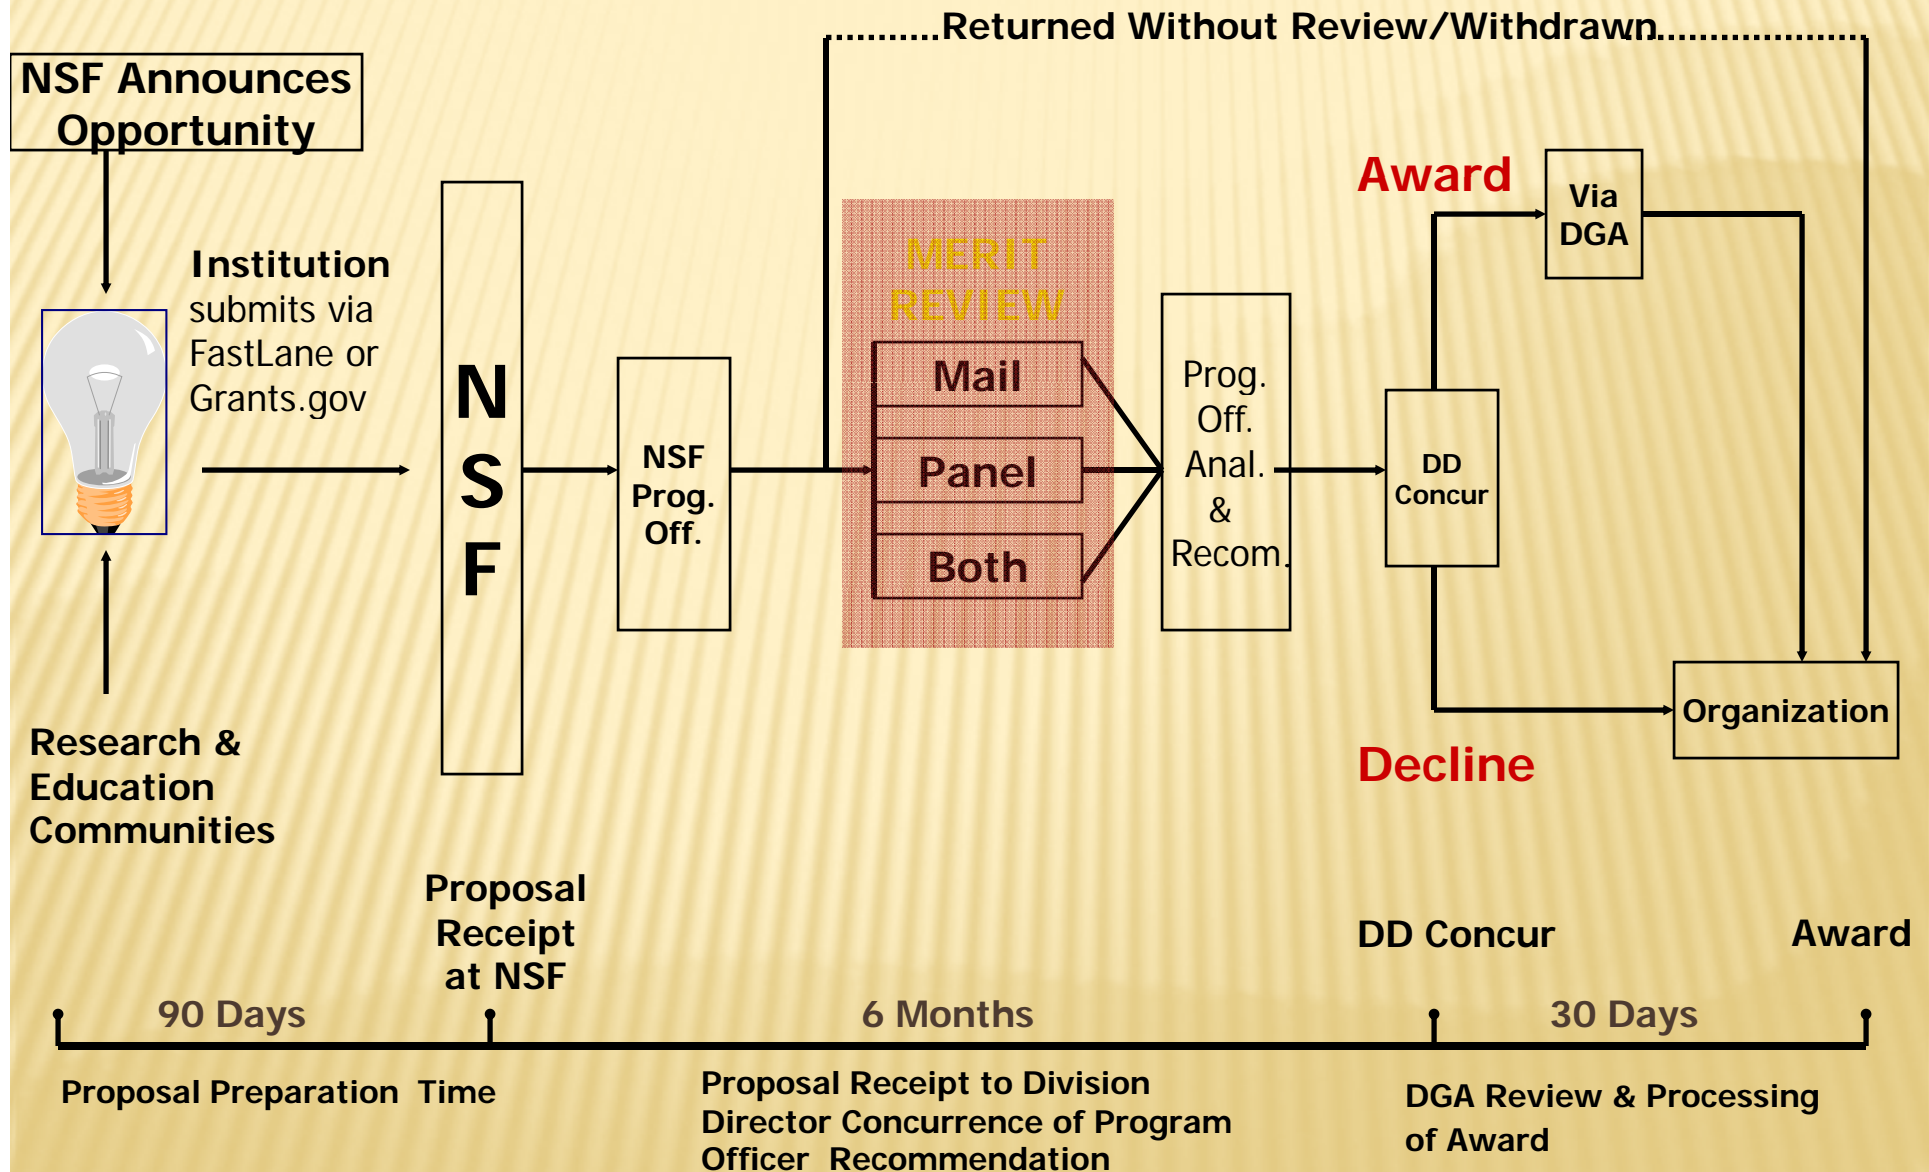 Returned Without Review/Withdrawn
NSF Announces
Opportunity
Institution
submits via
FastLane or
Grants.gov
Research &
Education
Communities
N
S
F
NSF
Prog.
Off.
MERIT
REVIEW
Mail
Panel
Both
Prog.
Off.
Anal.
&
Recom.
DD
Concur
Award
Via
DGA
Decline
Organization
Proposal
Receipt
at NSF
DD Concur
Award
90 Days
6 Months
30 Days
Proposal Preparation Time
Proposal Receipt to Division
Director Concurrence of Program
Officer Recommendation
DGA Review & Processing
of Award